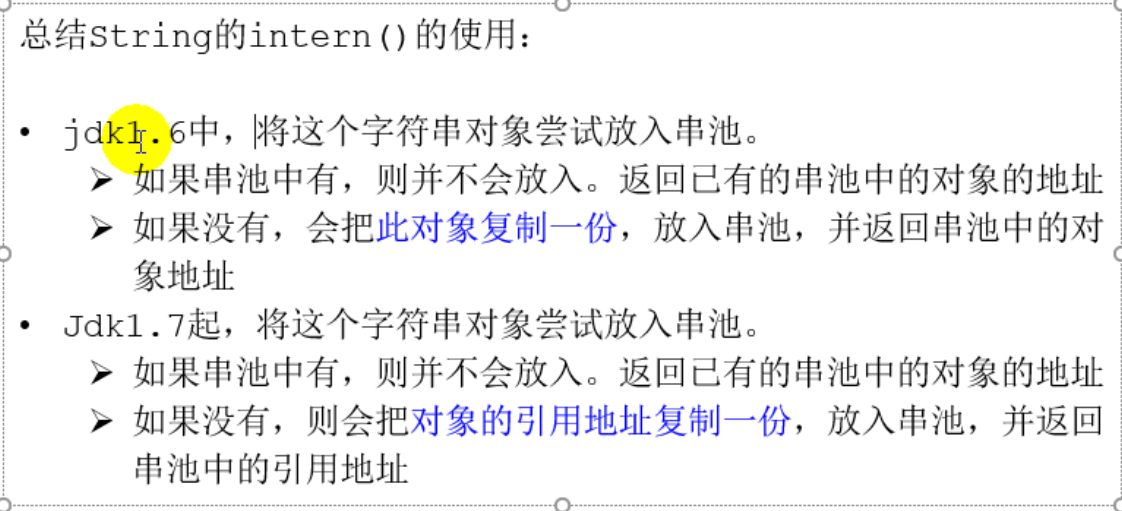 总结String的intern()的使用：
• jdk1.6中，将这个字符串对象尝试放入串池。
➢ 如果串池中有，则并不会放入。返回已有的串池中的对象的地址
➢ 如果没有，会把此对象复制一份，放入串池，并返回串池中的对
象地址
• Jdk1.7起，将这个字符串对象尝试放入串池。
➢ 如果串池中有，则并不会放入。返回已有的串池中的对象的地址
➢ 如果没有，则会把对象的引用地址复制一份，放入串池，并返回
串池中的引用地址